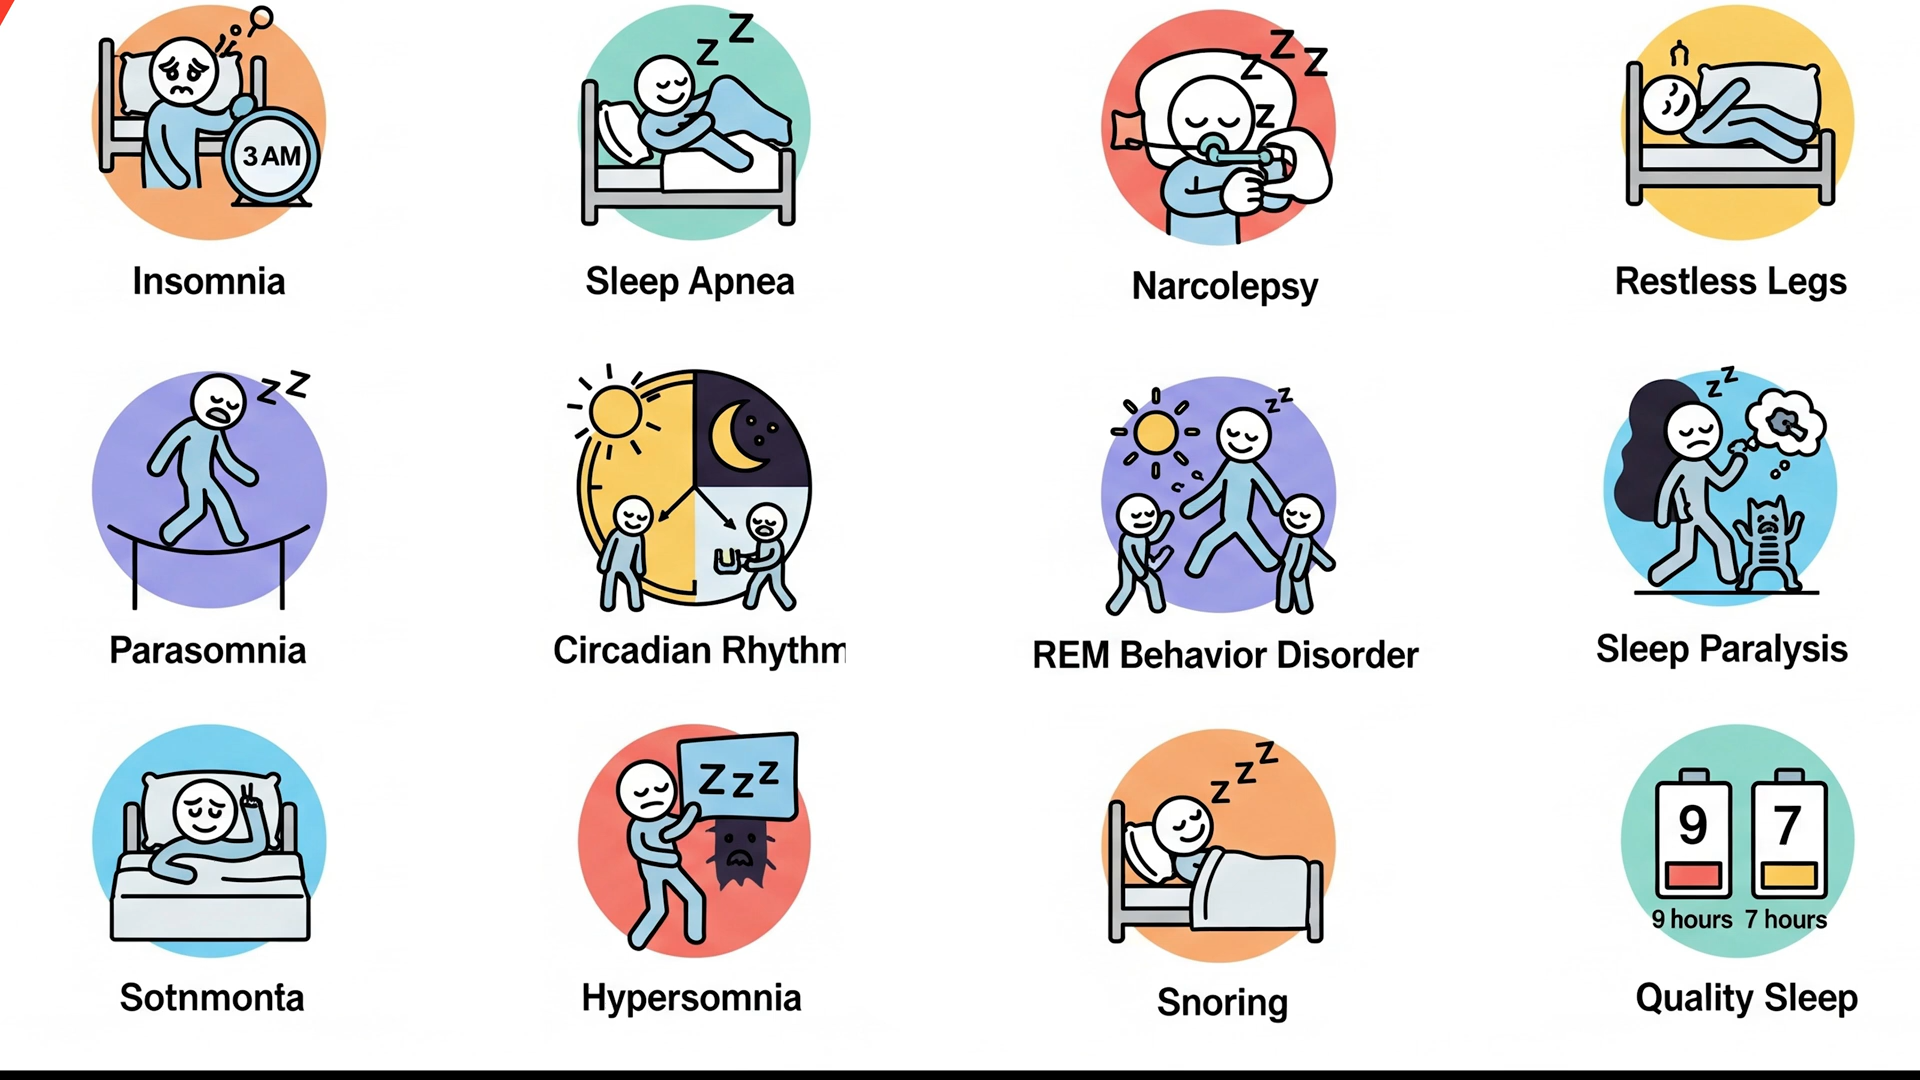 3 AM
Z Z
Z Z Z Z
Insomnia
Sleep Apnea
Narcolepsy
Restless Legs
Z Z
Z Z
Z Z
Parasomnia
Circadian Rhythm
REM Behavior Disorder
Sleep Paralysis
Z Z Z
Z Z Z
9 7
9 hours 7 hours
Sotnmonfa
Hypersomnia
Snoring
Quality Sleep